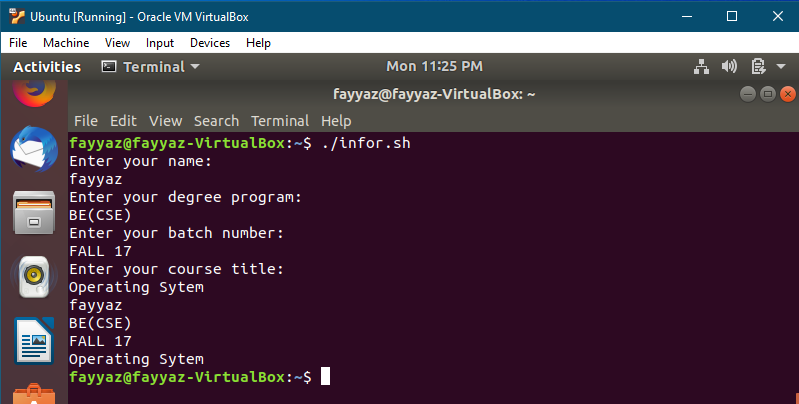 Ubuntu [Running] - Oracle VM VirtualBox
File Machine View Input Devices Help
Activities Terminal Mon 11:25 PM
fayyaz@fayyaz-VirtualBox: ~
File Edit View Search Terminal Help
fayyaz@fayyaz-VirtualBox:~$ ./infor.sh
Enter your name:
fayyaz
Enter your degree program:
BE(CSE)
Enter your batch number:
FALL 17
Enter your course title:
Operating Sytem
fayyaz
BE(CSE)
FALL 17
Operating Sytem
fayyaz@fayyaz-VirtualBox:~$